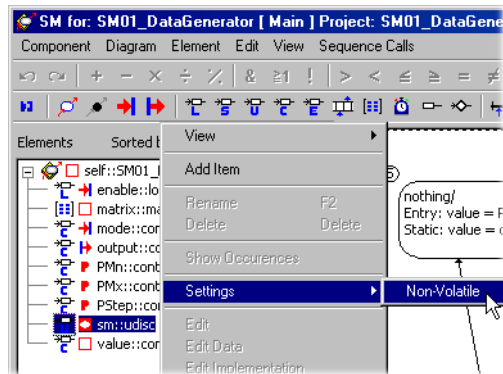 SM for: SM01_DataGenerator [ Main ] Project: SM01_DataGene
Component Diagram Element Edit View Sequence Calls
Elements Sorted b
View
self::SM01_
Add Item
enable::lo
matrix::ma
Rename F2
mode::con
Delete Delete
output::co
PMn::cont
Show Occurences
PMx::cont
PStep::co
Settings
Non-Volatile
sm::udisc
Edit
value::con
Edit Data
Edit Implementation
nothing/
Entry: value = P
Static: value =